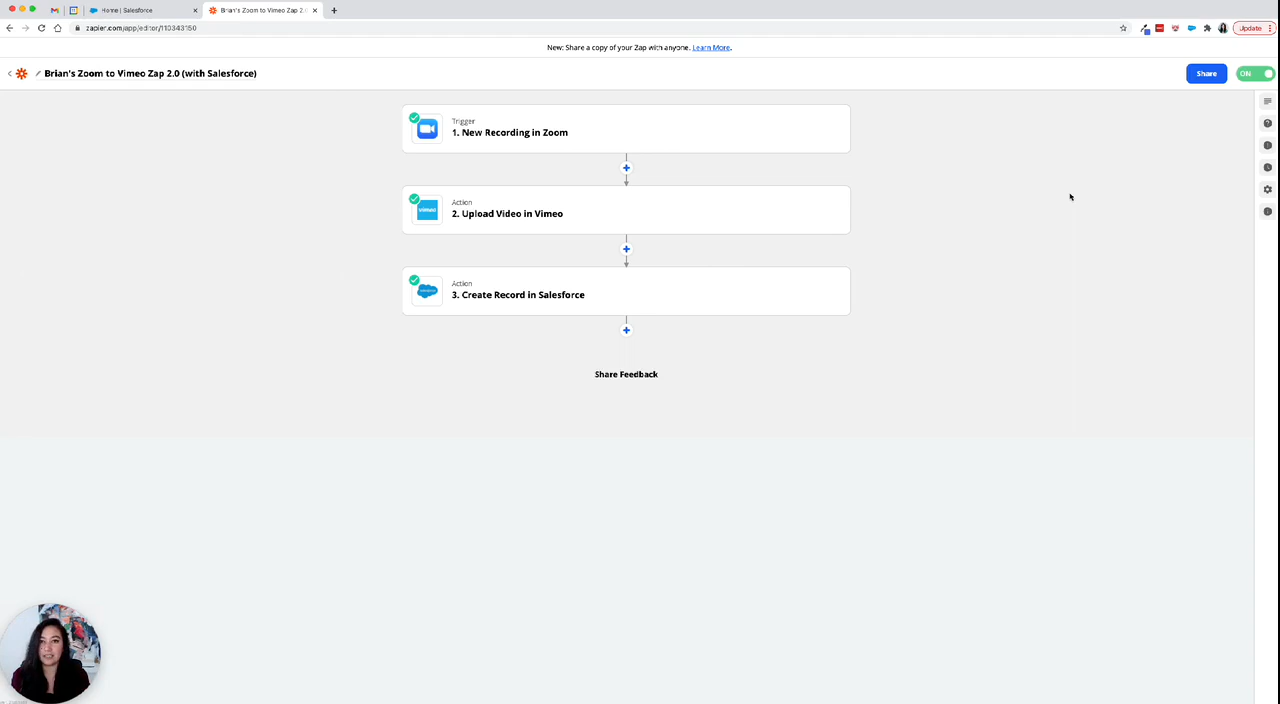 Home | Salesforce
Brian's Zoom to Vimeo Zap 2.0
zapier.com/app/editor/110343150
Update
New: Share a copy of your Zap with anyone. Learn More.
Brian's Zoom to Vimeo Zap 2.0 (with Salesforce)
Share
ON
Trigger
1. New Recording in Zoom
Action
vimeo
2. Upload Video in Vimeo
Action
3. Create Record in Salesforce
Share Feedback